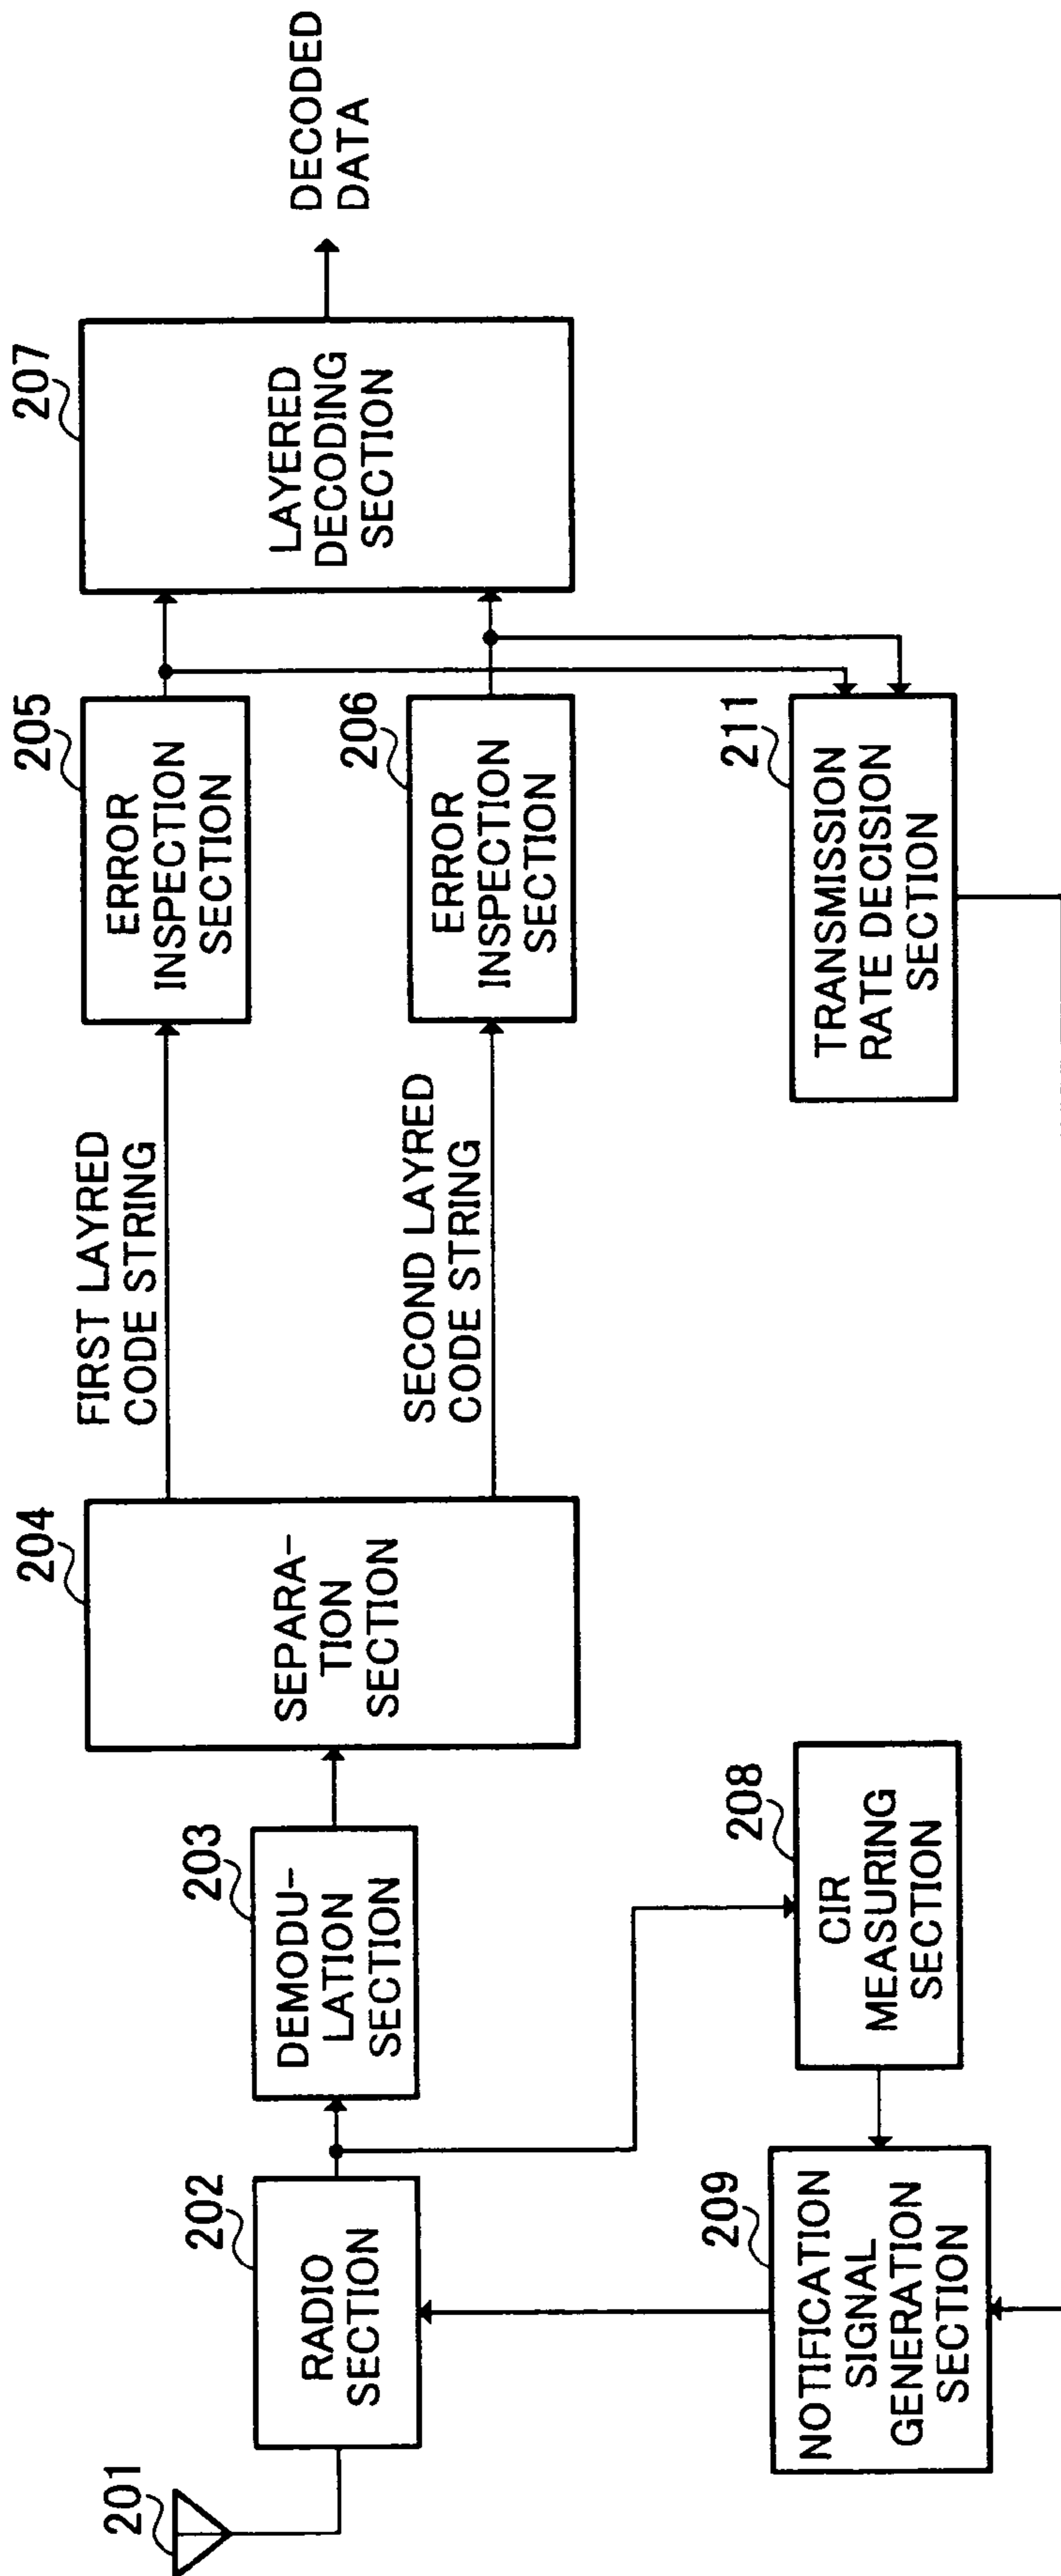 201
202
RADIO
SECTION
203
DEMODU-
LATION
SECTION
204
SEPARA-
TION
SECTION
FIRST LAYRED
CODE STRING
SECOND LAYRED
CODE STRING
205
ERROR
INSPECTION
SECTION
206
ERROR
INSPECTION
SECTION
207
LAYERED
DECODING
SECTION
DECODED
DATA
208
CIR
MEASURING
SECTION
209
NOTIFICATION
SIGNAL
GENERATION
SECTION
211
TRANSMISSION
RATE DECISION
SECTION